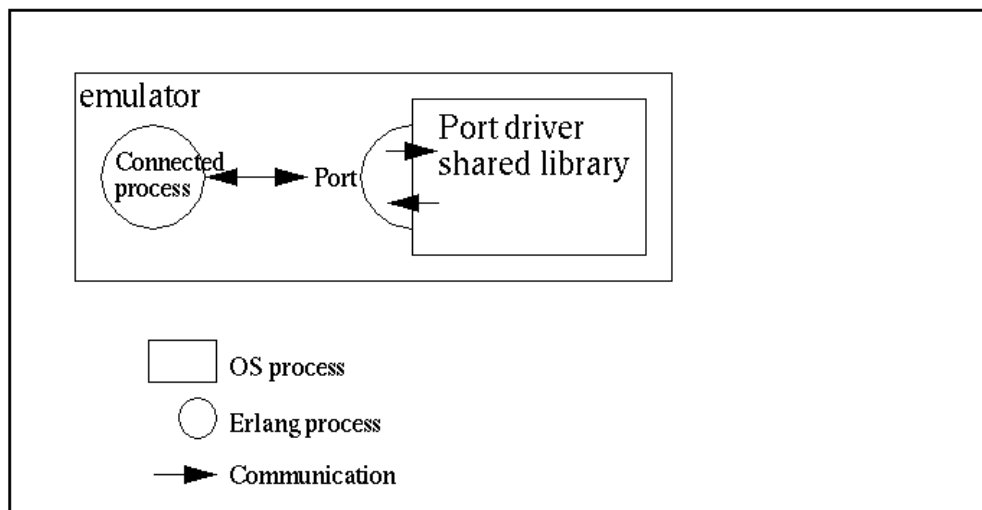 emulator
Port driver
shared library
Connected
process
Port
OS process
Erlang process
Communication